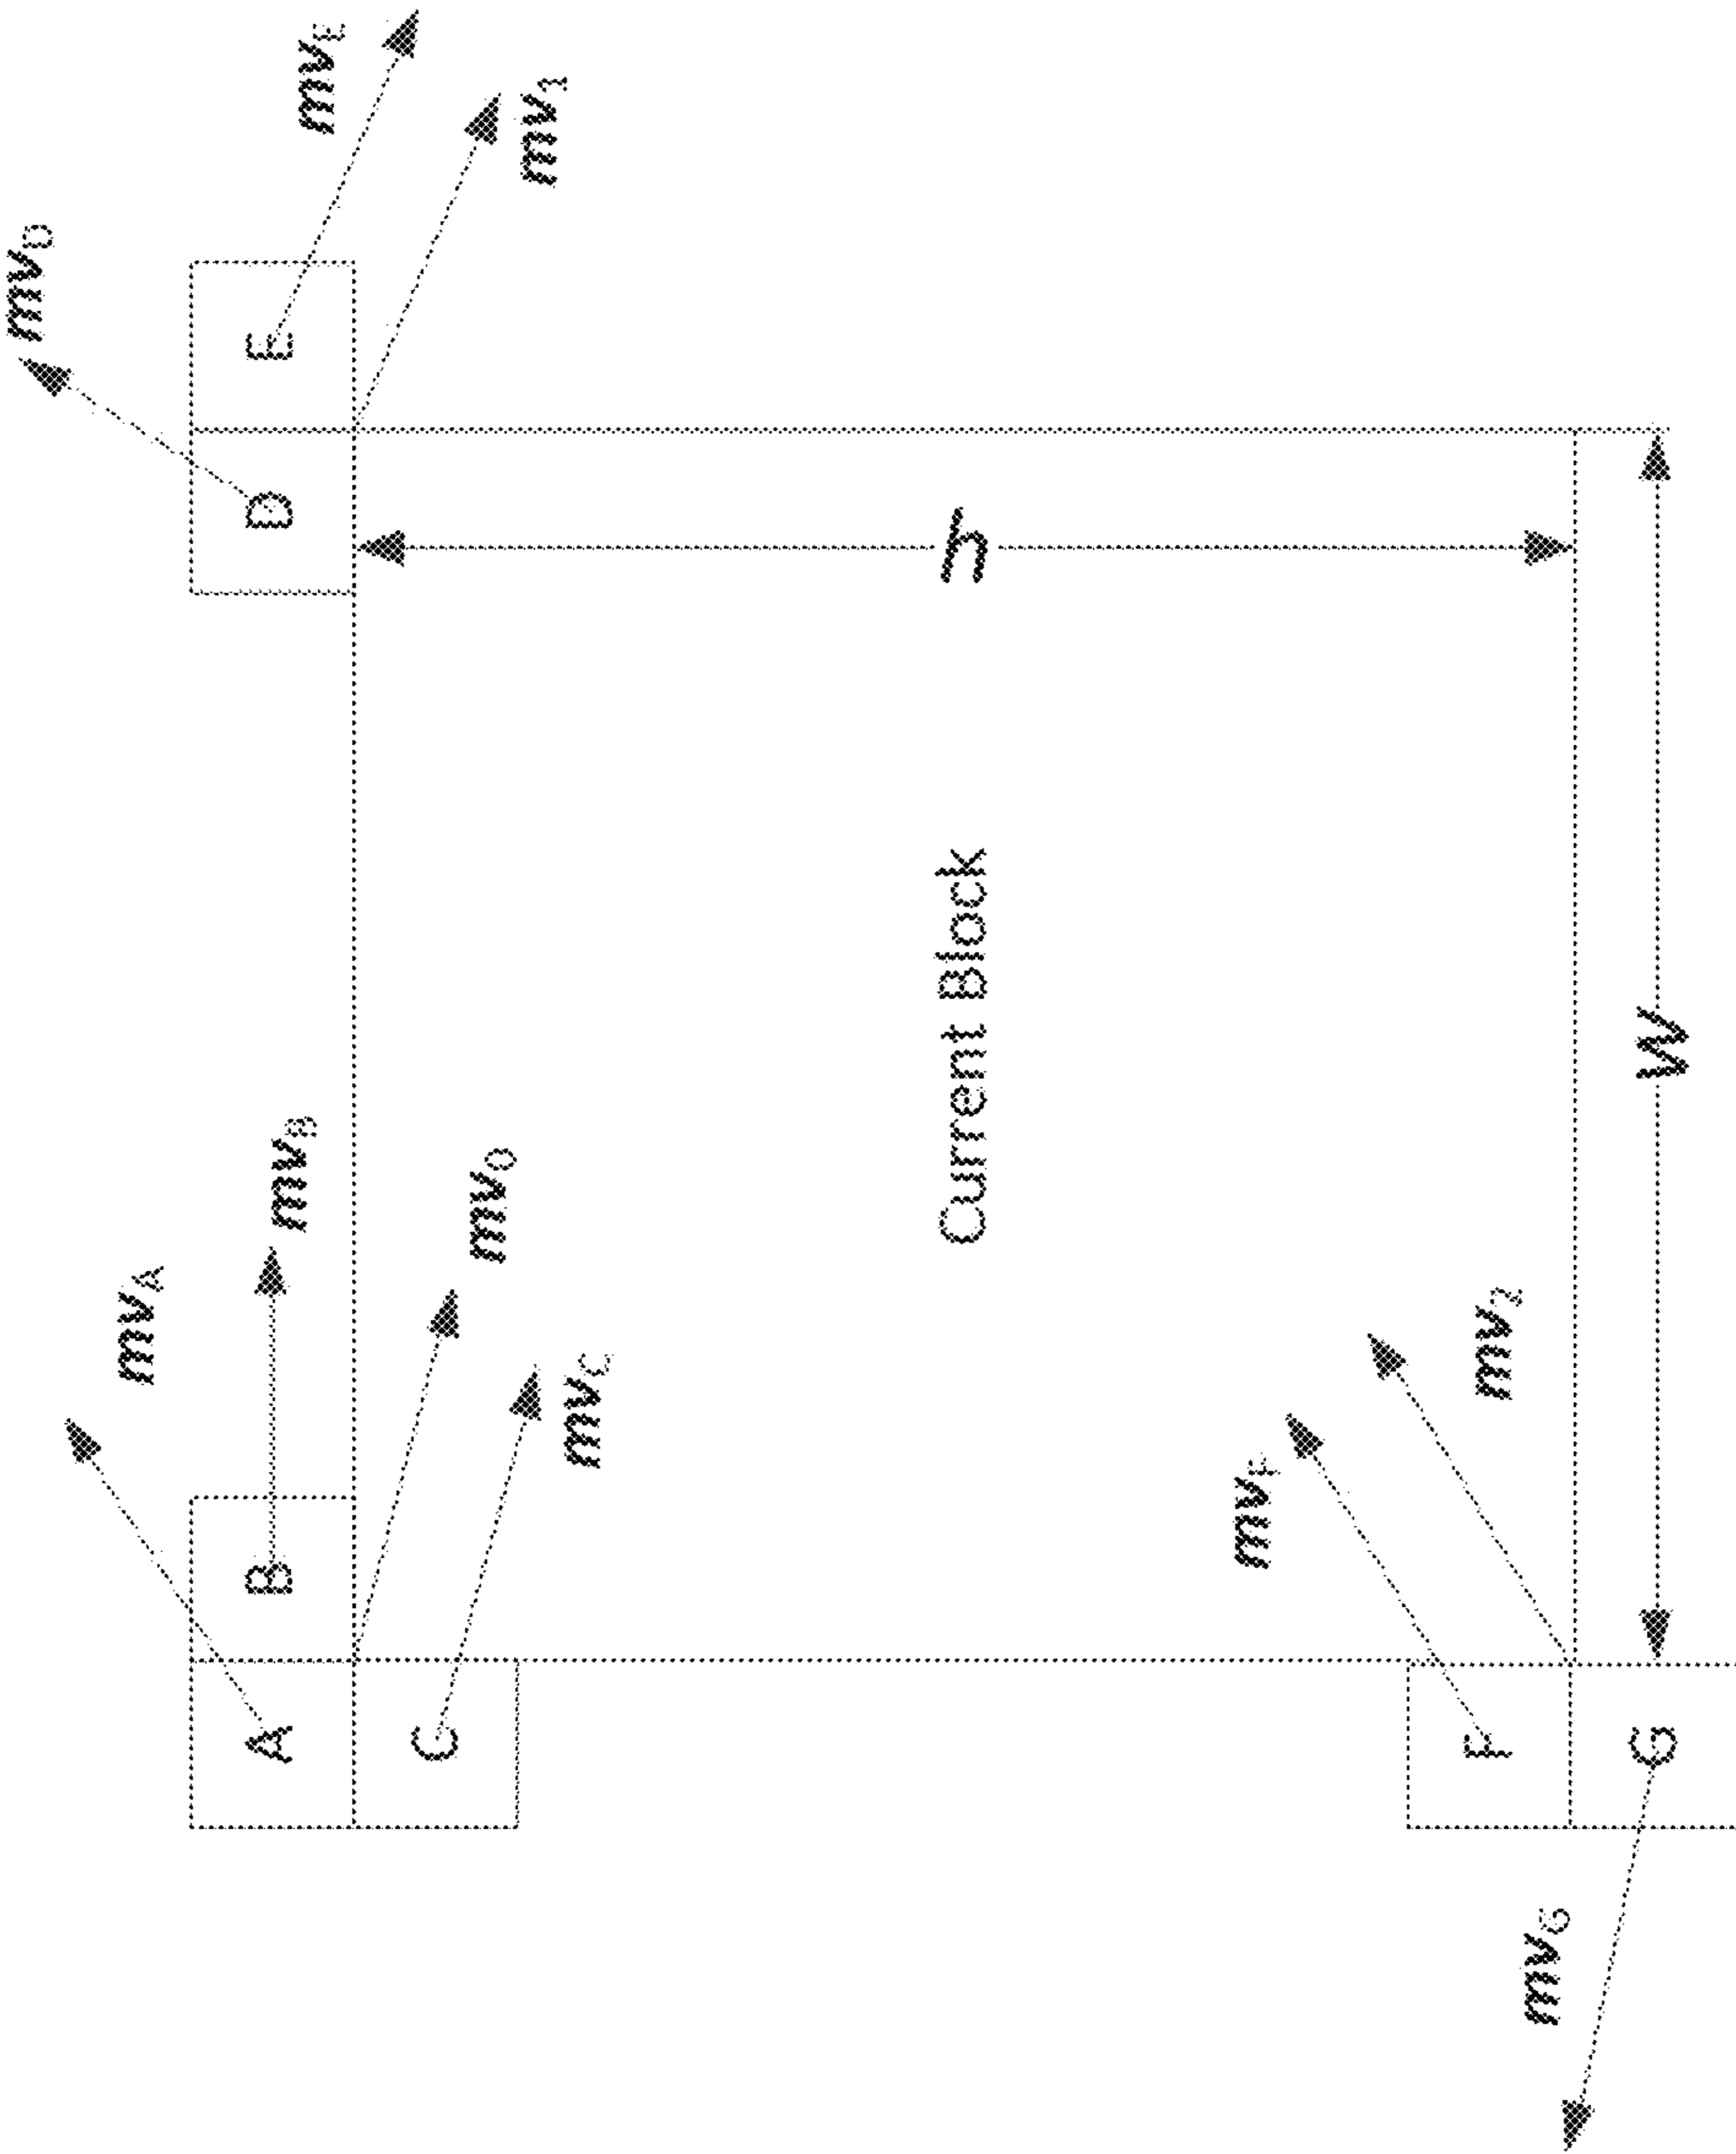 mv_A
mv_B
mv_D
mv_E
A
B
D
E
C
mv_0
mv_1
mv_C
h
Current Block
mv_F
mv_2
F
G
mv_G
w